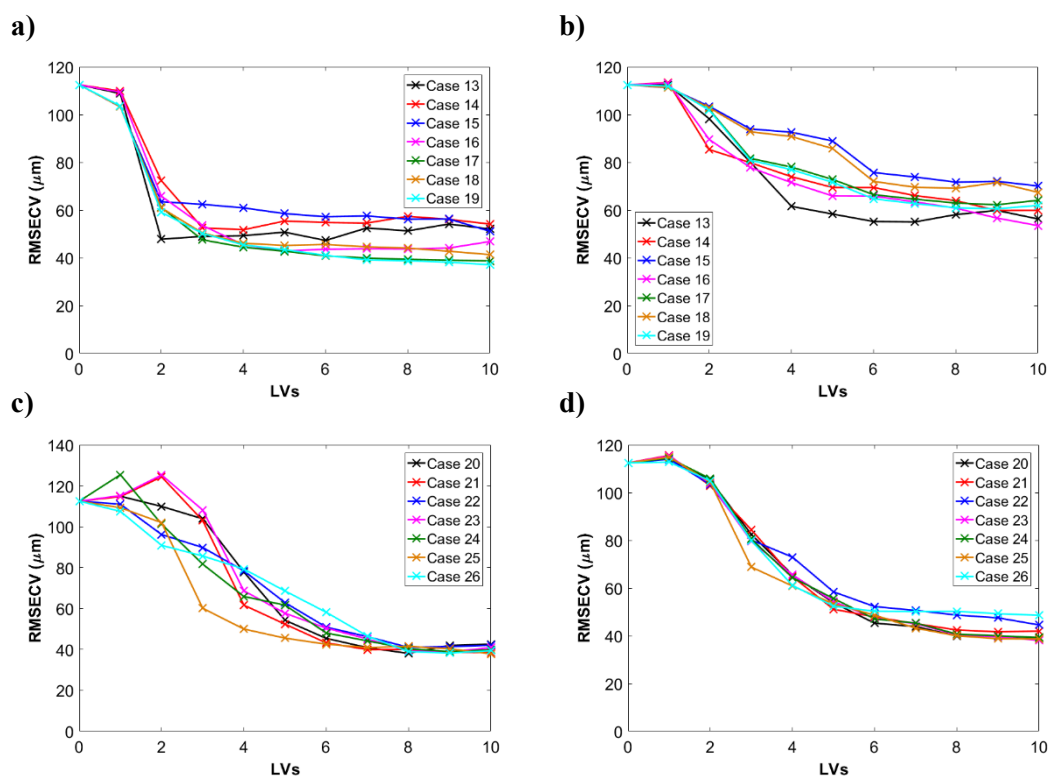 a)
120
100
80
60
40
20
0
RMSECV (μm)
0 2 4 6 8 10
LVs
Case 13
Case 14
Case 15
Case 16
Case 17
Case 18
Case 19
b)
120
100
80
60
40
20
0
RMSECV (μm)
0 2 4 6 8 10
LVs
Case 13
Case 14
Case 15
Case 16
Case 17
Case 18
Case 19
c)
140
120
100
80
60
40
20
0
RMSECV (μm)
0 2 4 6 8 10
LVs
Case 20
Case 21
Case 22
Case 23
Case 24
Case 25
Case 26
d)
120
100
80
60
40
20
0
RMSECV (μm)
0 2 4 6 8 10
LVs
Case 20
Case 21
Case 22
Case 23
Case 24
Case 25
Case 26